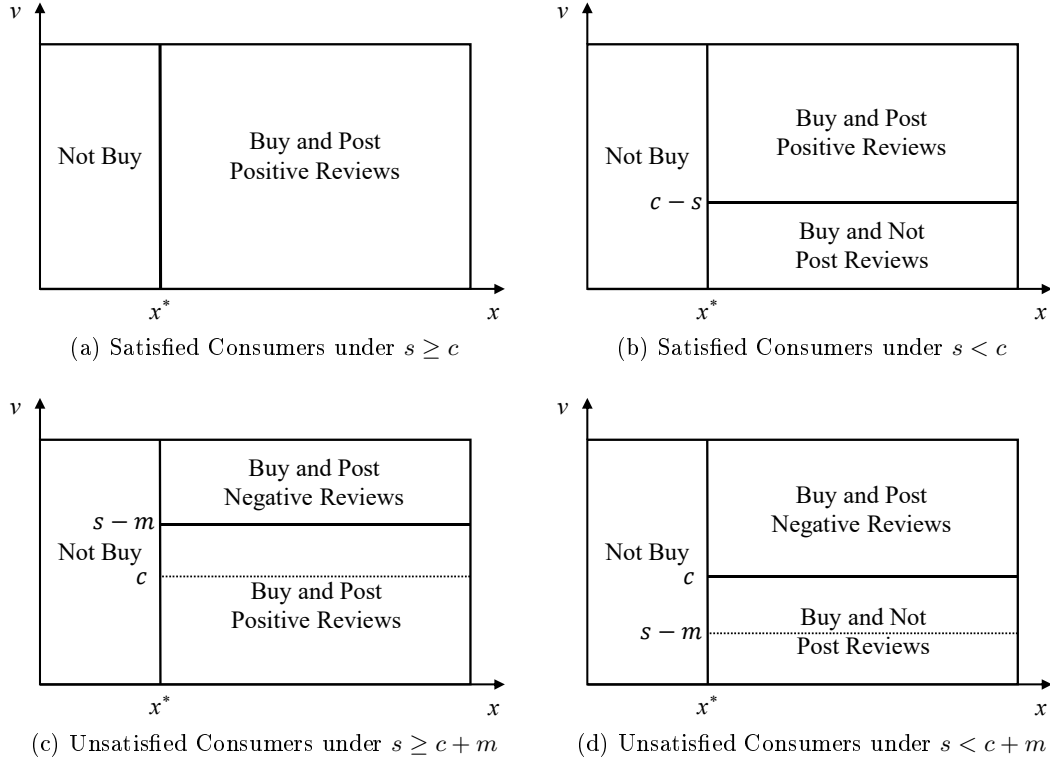 v
Not Buy
Buy and Post
Positive Reviews
x*
x
(a) Satisfied Consumers under s ≥ c
v
Not Buy
Buy and Post
Positive Reviews
c − s
Buy and Not
Post Reviews
x*
x
(b) Satisfied Consumers under s < c
v
Buy and Post
Negative Reviews
s − m
Not Buy
c
Buy and Post
Positive Reviews
x*
x
(c) Unsatisfied Consumers under s ≥ c + m
v
Buy and Post
Negative Reviews
Not Buy
c
Buy and Not
s − m
Post Reviews
x*
x
(d) Unsatisfied Consumers under s < c + m